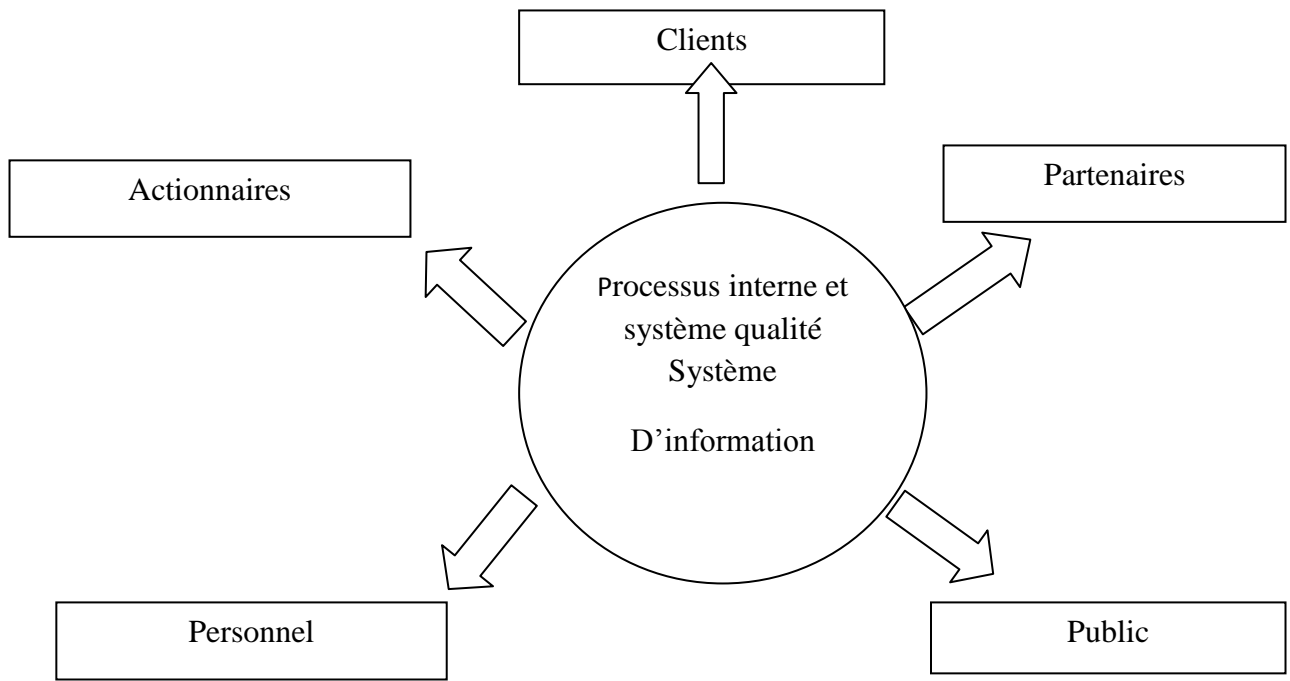 Clients
Actionnaires
Partenaires
Processus interne et
système qualité
Système
D’information
Personnel
Public